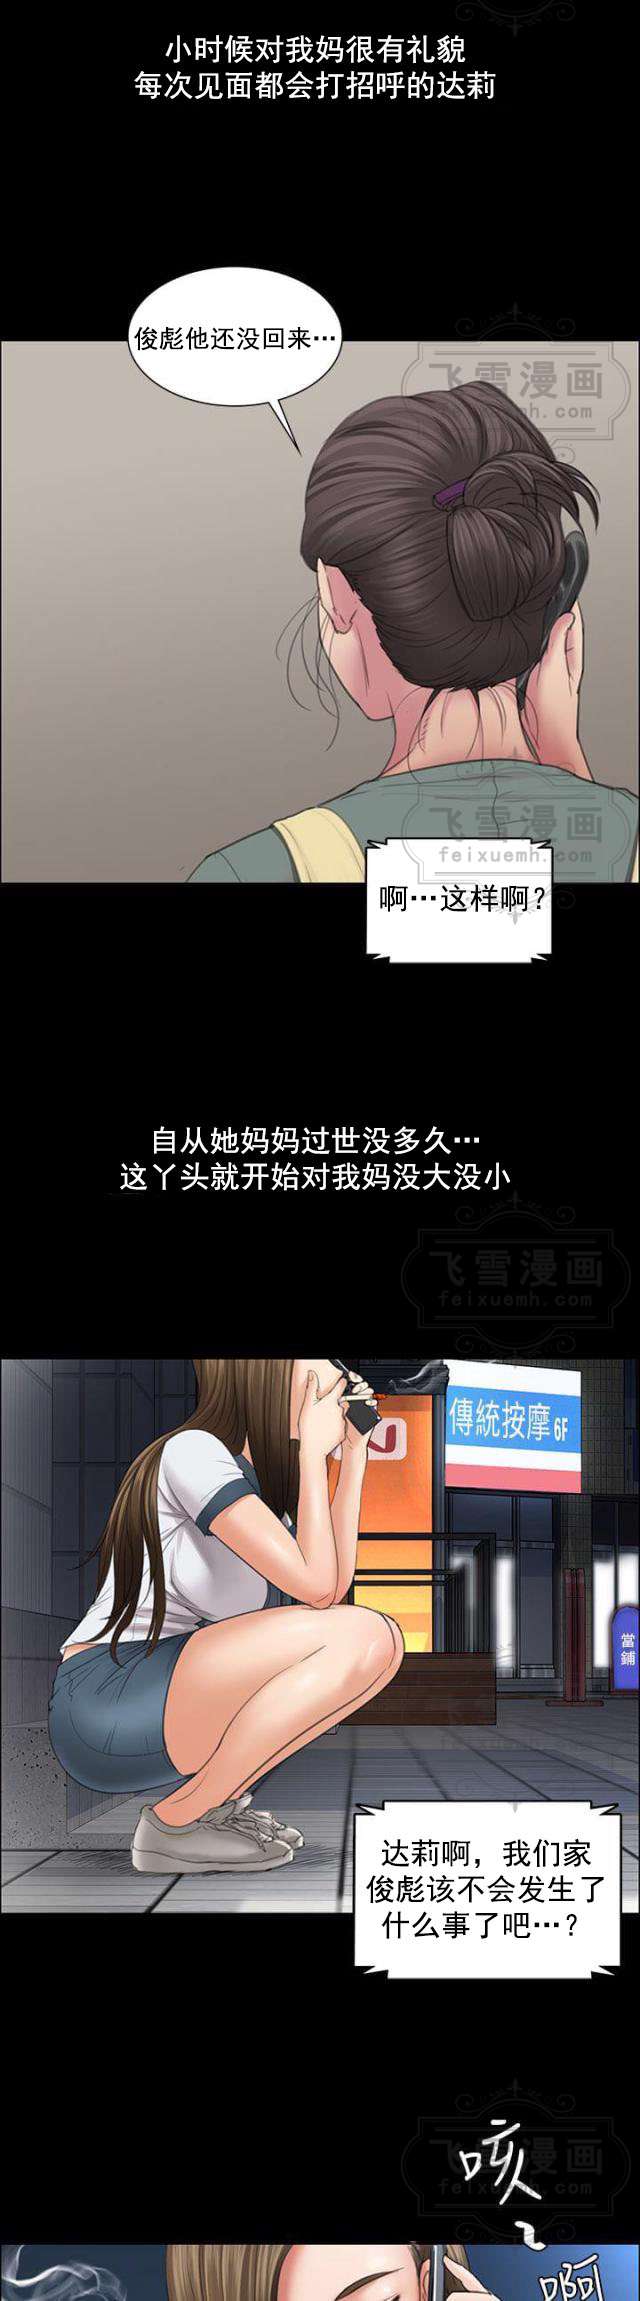 小时候对我妈很有礼貌
每次见面都会打招呼的达莉
俊彪他还没回来…
飞雪漫画
feixuemh.com
飞雪漫画
feixuemh.com
啊…这样啊?
自从她妈妈过世没多久…
这丫头就开始对我妈没大没小
飞雪漫画
feixuemh.com
傳統按摩 6F
當鋪
达莉啊,我们家
俊彪该不会发生了
什么事了吧…?
飞雪漫画
feixuemh.com
咳~
啊